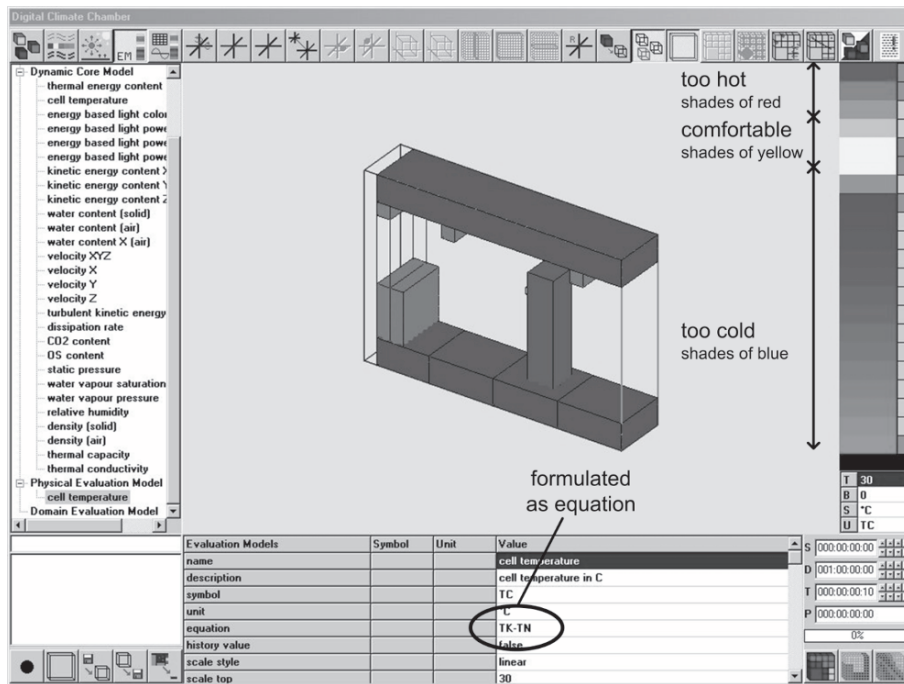 Digital Climate Chamber
EM
Dynamic Core Model
thermal energy content
cell temperature
energy based light color
energy based light powe
energy based light powe
energy based light powe
kinetic energy content X
kinetic energy content Y
kinetic energy content Z
water content (solid)
water content (air)
water content X (air)
velocity XYZ
velocity X
velocity Y
velocity Z
turbulent kinetic energy
dissipation rate
CO2 content
OS content
static pressure
water vapour saturation
water vapour pressure
relative humidity
density (solid)
density (air)
thermal capacity
thermal conductivity
Physical Evaluation Model
cell temperature
Domain Evaluation Model
too hot
shades of red
comfortable
shades of yellow
too cold
shades of blue
formulated
as equation
T 30
B 0
S °C
U TC
Evaluation Models Symbol Unit Value
name cell temperature
description cell temperature in C
symbol TC
unit °C
equation TK-TN
history value false
scale style linear
scale top 30
S 000:00:00:00
D 001:00:00:00
T 000:00:00:10
P 000:00:00:00
0%